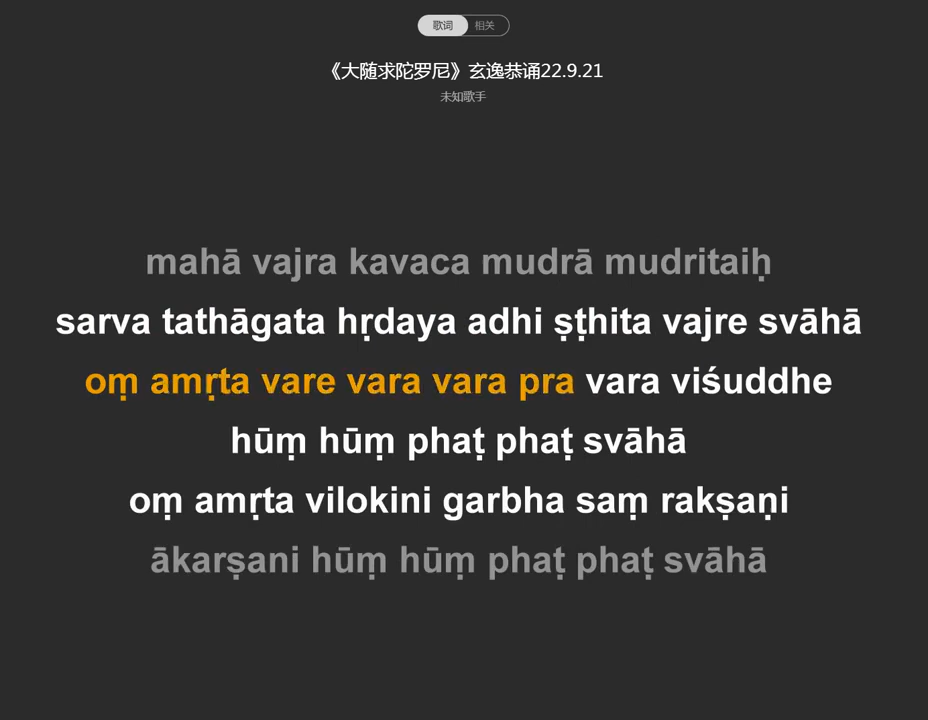 歌词 相关
《大随求陀罗尼》玄逸恭诵22.9.21
未知歌手
mahā vajra kavaca mudrā mudritaiḥ
sarva tathāgata hṛdaya adhi ṣṭhita vajre svāhā
oṃ amṛta vare vara vara pra vara viśuddhe
hūṃ hūṃ phaṭ phaṭ svāhā
oṃ amṛta vilokini garbha saṃ rakṣaṇi
ākarṣani hūṃ hūṃ phaṭ phaṭ svāhā